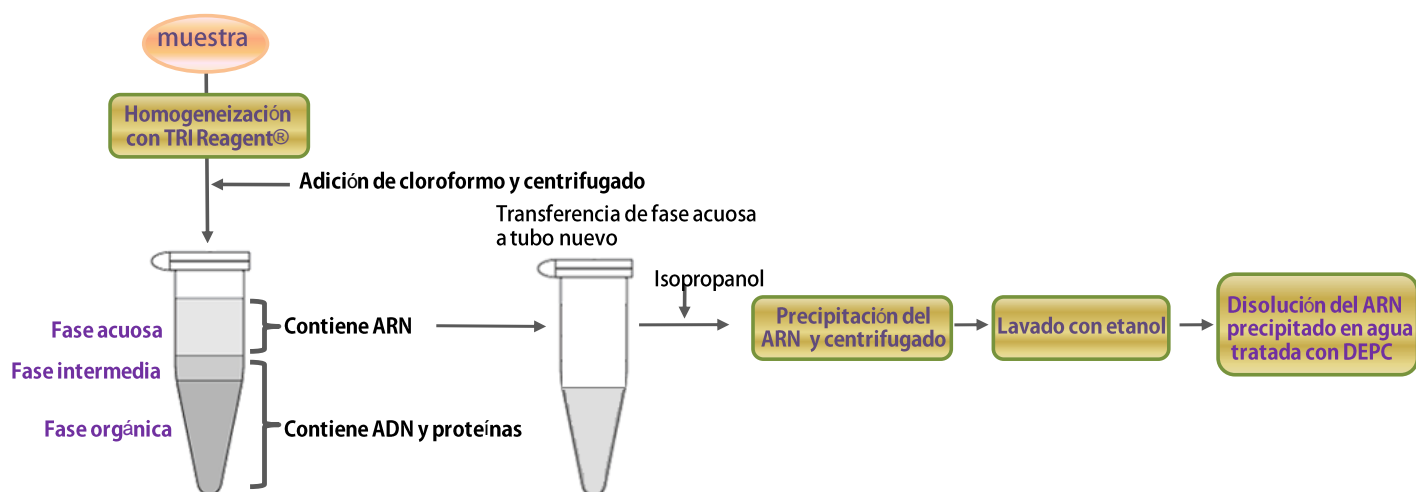 muestra
Homogeneización
con TRI Reagent®
Adición de cloroformo y centrifugado
Transferencia de fase acuosa
a tubo nuevo
Isopropanol
Fase acuosa
Contiene ARN
Fase intermedia
Fase orgánica
Contiene ADN y proteínas
Precipitación del
ARN y centrifugado
Lavado con etanol
Disolución del ARN
precipitado en agua
tratada con DEPC